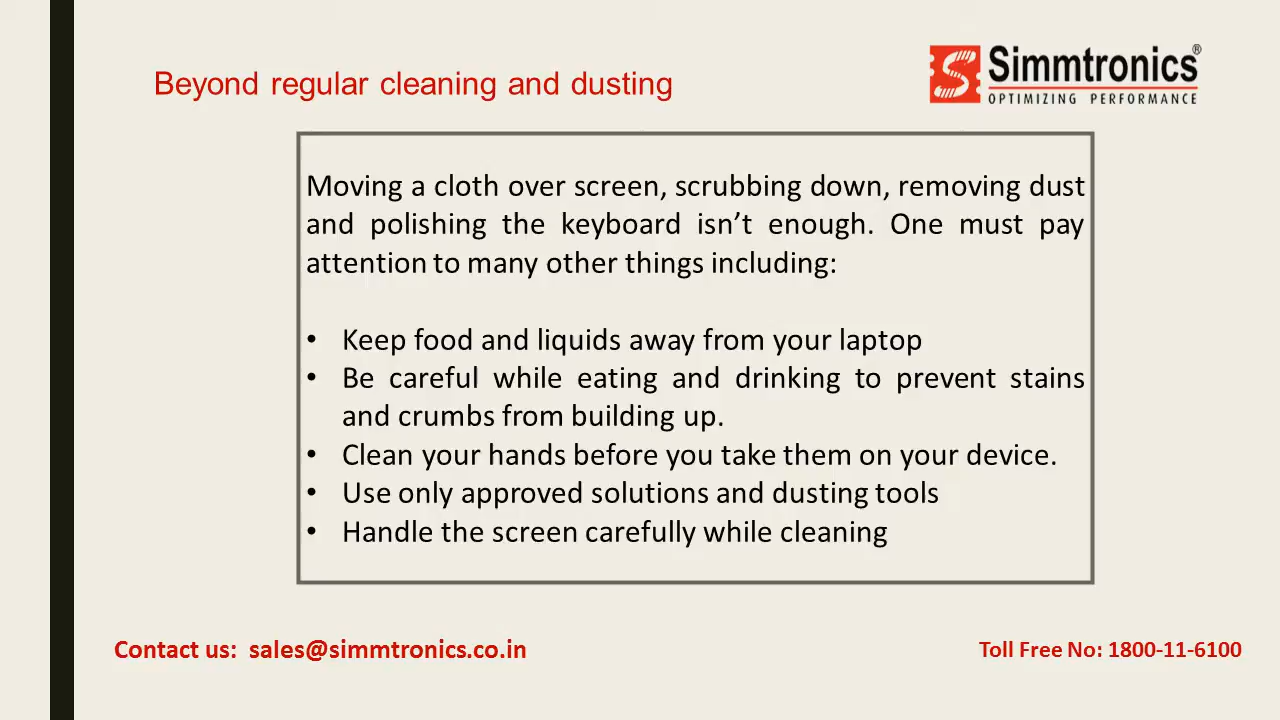 Beyond regular cleaning and dusting
Simmtronics®
OPTIMIZING PERFORMANCE
Moving a cloth over screen, scrubbing down, removing dust
and polishing the keyboard isn’t enough. One must pay
attention to many other things including:
• Keep food and liquids away from your laptop
• Be careful while eating and drinking to prevent stains
and crumbs from building up.
• Clean your hands before you take them on your device.
• Use only approved solutions and dusting tools
• Handle the screen carefully while cleaning
Contact us: sales@simmtronics.co.in
Toll Free No: 1800-11-6100